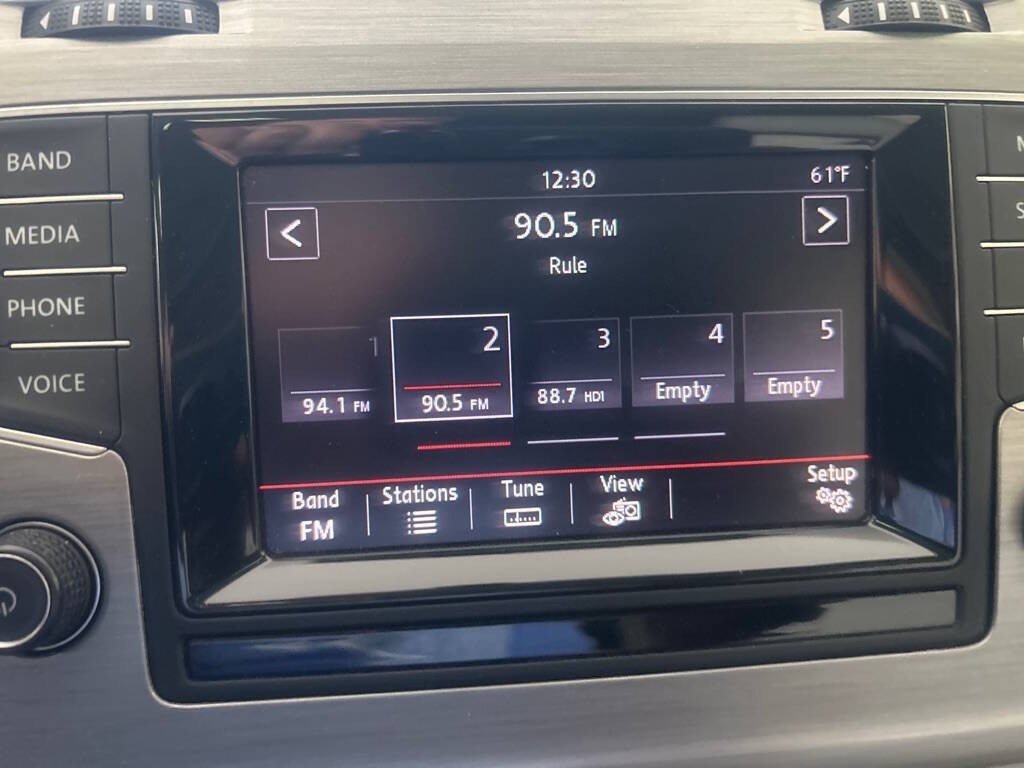 BAND
MEDIA
PHONE
VOICE
12:30
61°F
90.5 FM
Rule
1
94.1 FM
2
90.5 FM
3
88.7 HD1
4
Empty
5
Empty
Band
FM
Stations
Tune
View
Setup